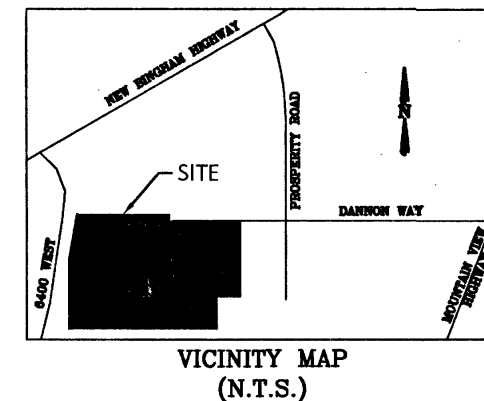 NEW BINGHAM HIGHWAY
SITE
PROSPERITY ROAD
N
DANNON WAY
6400 WEST
MOUNTAIN VIEW
HIGHWAY
VICINITY MAP
(N.T.S.)